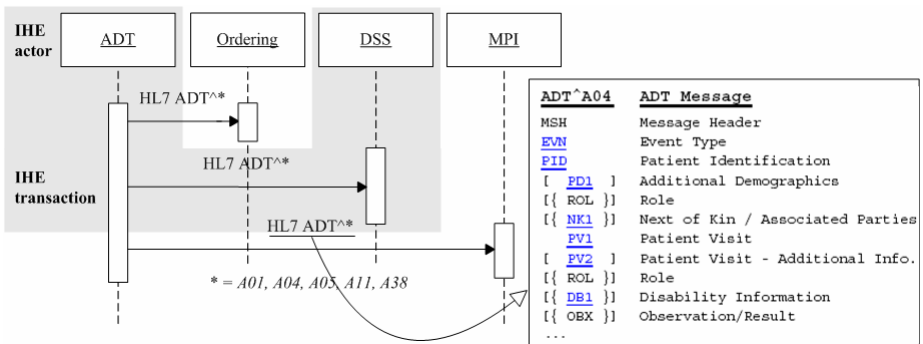 IHE
actor
ADT
Ordering
DSS
MPI
HL7 ADT^*
HL7 ADT^*
IHE
transaction
HL7 ADT^*
* = A01, A04, A05, A11, A38
ADT^A04 ADT Message
MSH Message Header
EVN Event Type
PID Patient Identification
[ PD1 ] Additional Demographics
[{ ROL }] Role
[{ NK1 }] Next of Kin / Associated Parties
PV1 Patient Visit
[ PV2 ] Patient Visit - Additional Info.
[{ ROL }] Role
[{ DB1 }] Disability Information
[{ OBX }] Observation/Result
...